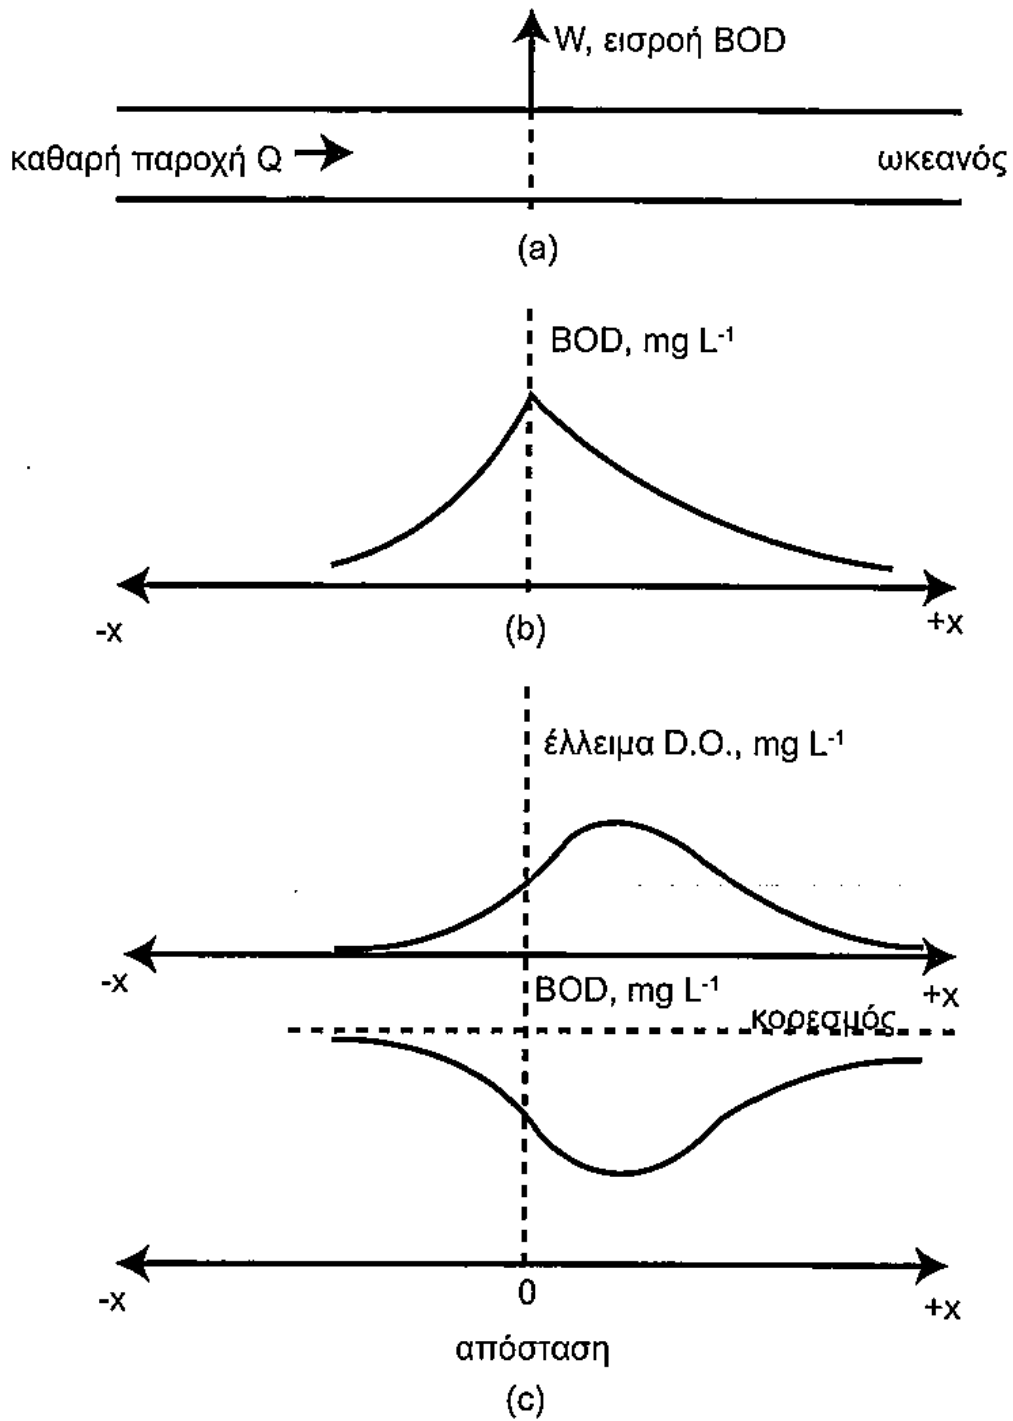 W, εισροή BOD
καθαρή παροχή Q
ωκεανός
(a)
BOD, mg L⁻¹
-x
(b)
+x
έλλειμα D.O., mg L⁻¹
-x
+x
BOD, mg L⁻¹
κορεσμός
-x
0
+x
απόσταση
(c)